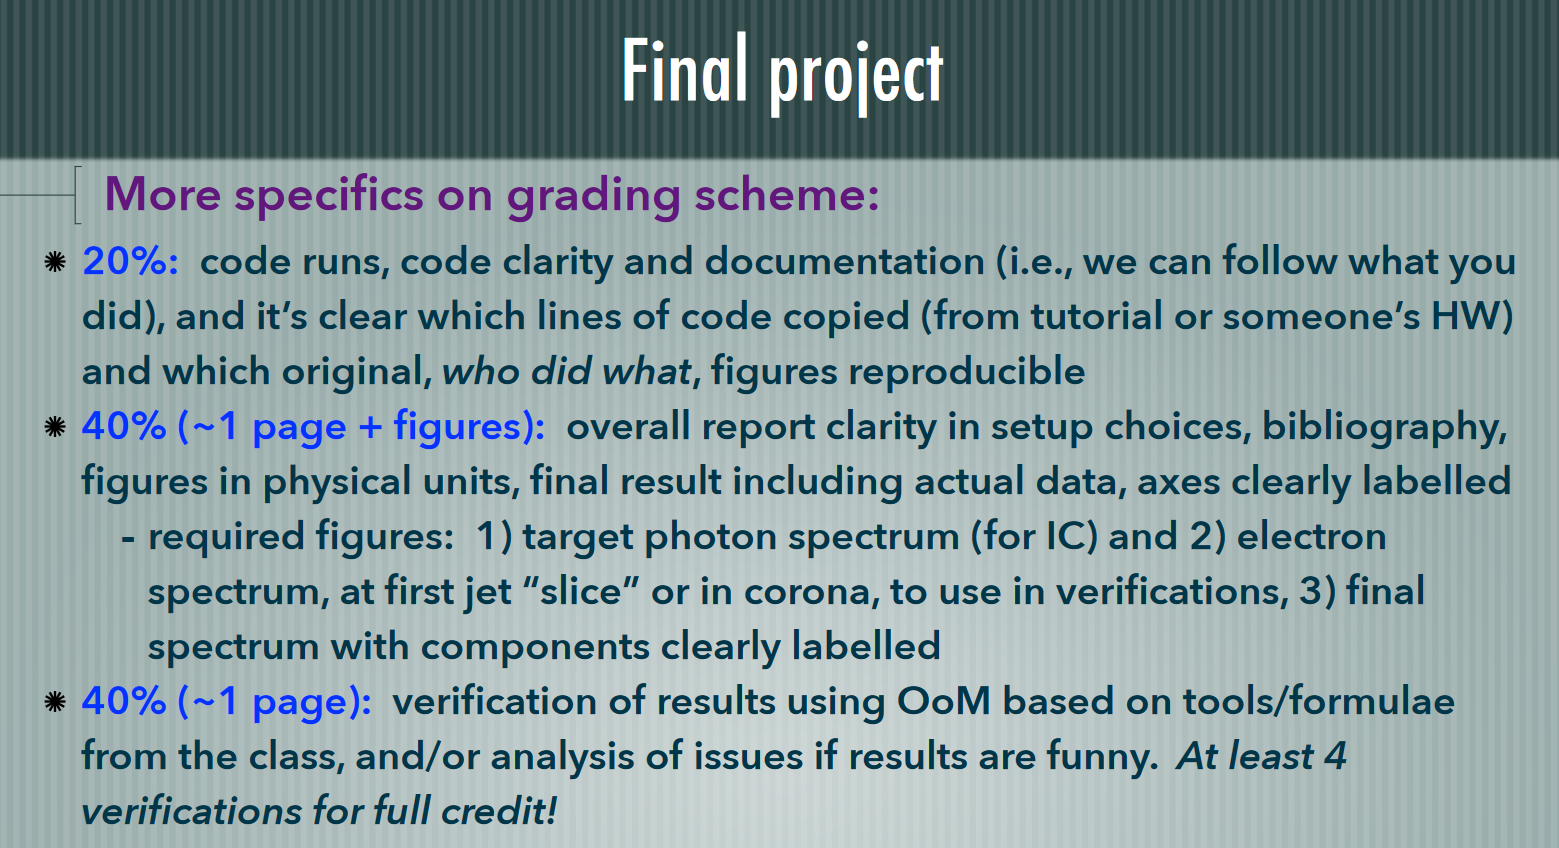 Final project
More specifics on grading scheme:
✺ 20%: code runs, code clarity and documentation (i.e., we can follow what you
did), and it’s clear which lines of code copied (from tutorial or someone’s HW)
and which original, who did what, figures reproducible
✺ 40% (~1 page + figures): overall report clarity in setup choices, bibliography,
figures in physical units, final result including actual data, axes clearly labelled
- required figures: 1) target photon spectrum (for IC) and 2) electron
spectrum, at first jet “slice” or in corona, to use in verifications, 3) final
spectrum with components clearly labelled
✺ 40% (~1 page): verification of results using OoM based on tools/formulae
from the class, and/or analysis of issues if results are funny. At least 4
verifications for full credit!